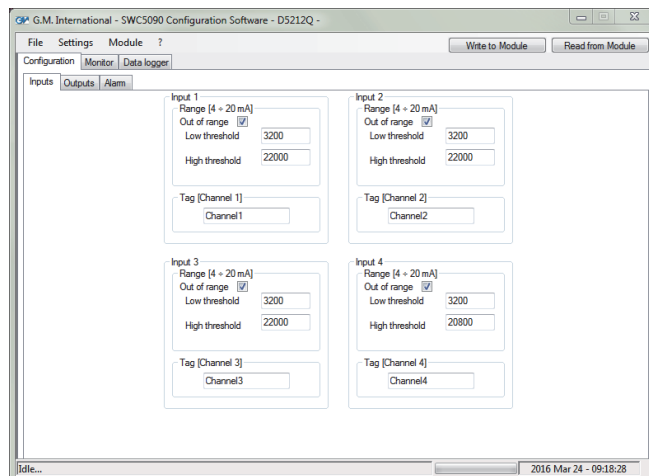 G.M. International - SWC5090 Configuration Software - D5212Q -
File Settings Module ? Write to Module Read from Module
Configuration Monitor Data logger
Inputs Outputs Alarm
Input 1
Range [4 ÷ 20 mA]
Out of range
Low threshold 3200
High threshold 22000
Tag [Channel 1]
Channel1
Input 2
Range [4 ÷ 20 mA]
Out of range
Low threshold 3200
High threshold 22000
Tag [Channel 2]
Channel2
Input 3
Range [4 ÷ 20 mA]
Out of range
Low threshold 3200
High threshold 22000
Tag [Channel 3]
Channel3
Input 4
Range [4 ÷ 20 mA]
Out of range
Low threshold 3200
High threshold 20800
Tag [Channel 4]
Channel4
Idle... 2016 Mar 24 - 09:18:28